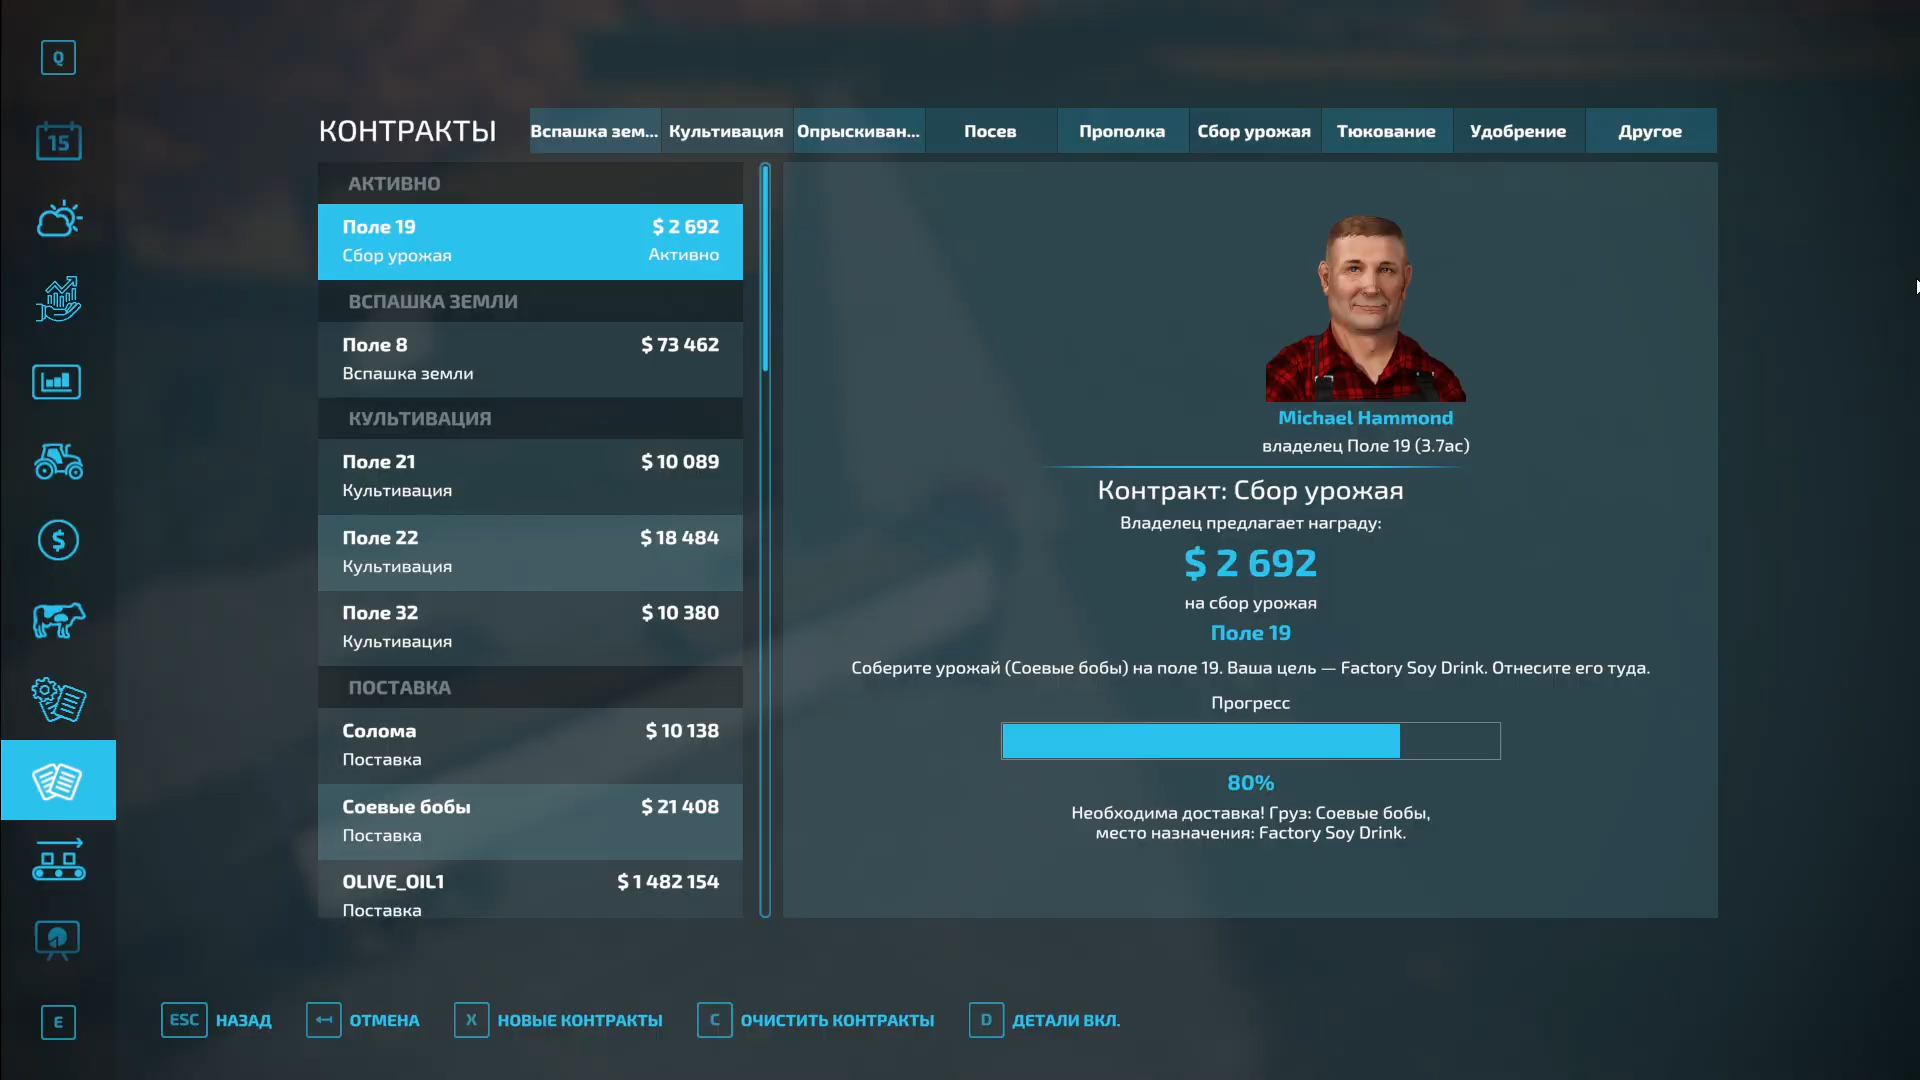 Q
15
КОНТРАКТЫ
Вспашка зем...
Культивация
Опрыскиван...
Посев
Прополка
Сбор урожая
Тюкование
Удобрение
Другое
АКТИВНО
Поле 19 $ 2 692
Сбор урожая Активно
ВСПАШКА ЗЕМЛИ
Поле 8 $ 73 462
Вспашка земли
КУЛЬТИВАЦИЯ
Поле 21 $ 10 089
Культивация
Поле 22 $ 18 484
Культивация
Поле 32 $ 10 380
Культивация
ПОСТАВКА
Солома $ 10 138
Поставка
Соевые бобы $ 21 408
Поставка
OLIVE_OIL1 $ 1 482 154
Поставка
Michael Hammond
владелец Поле 19 (3.7ac)
Контракт: Сбор урожая
Владелец предлагает награду:
$ 2 692
на сбор урожая
Поле 19
Соберите урожай (Соевые бобы) на поле 19. Ваша цель — Factory Soy Drink. Отнесите его туда.
Прогресс
80%
Необходима доставка! Груз: Соевые бобы,
место назначения: Factory Soy Drink.
E
ESC НАЗАД
ОТМЕНА
X НОВЫЕ КОНТРАКТЫ
C ОЧИСТИТЬ КОНТРАКТЫ
D ДЕТАЛИ ВКЛ.